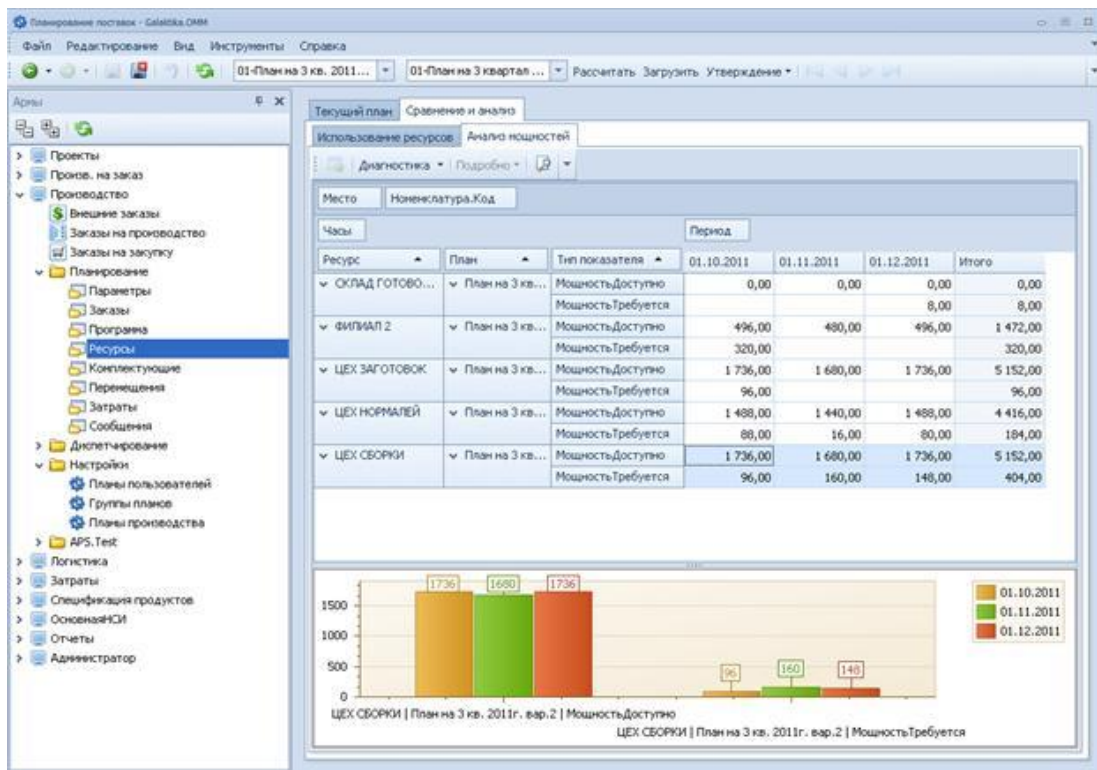 Планирование поставок - Galaktika.OMM
Файл Редактирование Вид Инструменты Справка
01-План на 3 кв. 2011... 01-План на 3 квартал ... Рассчитать Загрузить Утверждение
Армы
Проекты
Произв. на заказ
Производство
Внешние заказы
Заказы на производство
Заказы на закупку
Планирование
Параметры
Заказы
Программа
Ресурсы
Комплектующие
Перемещения
Затраты
Сообщения
Диспетчирование
Настройки
Планы пользователей
Группы планов
Планы производства
APS.Test
Логистика
Затраты
Спецификация продуктов
ОсновнаяНСИ
Отчеты
Администратор
Текущий план Сравнение и анализ
Использование ресурсов Анализ мощностей
Диагностика Подробно
Место Номенклатура.Код
Часы Период
Ресурс План Тип показателя 01.10.2011 01.11.2011 01.12.2011 Итого
СКЛАД ГОТОВО... План на 3 кв... МощностьДоступно 0,00 0,00 0,00 0,00
МощностьТребуется 8,00 8,00
ФИЛИАЛ 2 План на 3 кв... МощностьДоступно 496,00 480,00 496,00 1 472,00
МощностьТребуется 320,00 320,00
ЦЕХ ЗАГОТОВОК План на 3 кв... МощностьДоступно 1 736,00 1 680,00 1 736,00 5 152,00
МощностьТребуется 96,00 96,00
ЦЕХ НОРМАЛЕЙ План на 3 кв... МощностьДоступно 1 488,00 1 440,00 1 488,00 4 416,00
МощностьТребуется 88,00 16,00 80,00 184,00
ЦЕХ СБОРКИ План на 3 кв... МощностьДоступно 1 736,00 1 680,00 1 736,00 5 152,00
МощностьТребуется 96,00 160,00 148,00 404,00
1736 1680 1736
1500
1000
500
0
96 160 148
01.10.2011
01.11.2011
01.12.2011
ЦЕХ СБОРКИ | План на 3 кв. 2011г. вар.2 | МощностьДоступно
ЦЕХ СБОРКИ | План на 3 кв. 2011г. вар.2 | МощностьТребуется